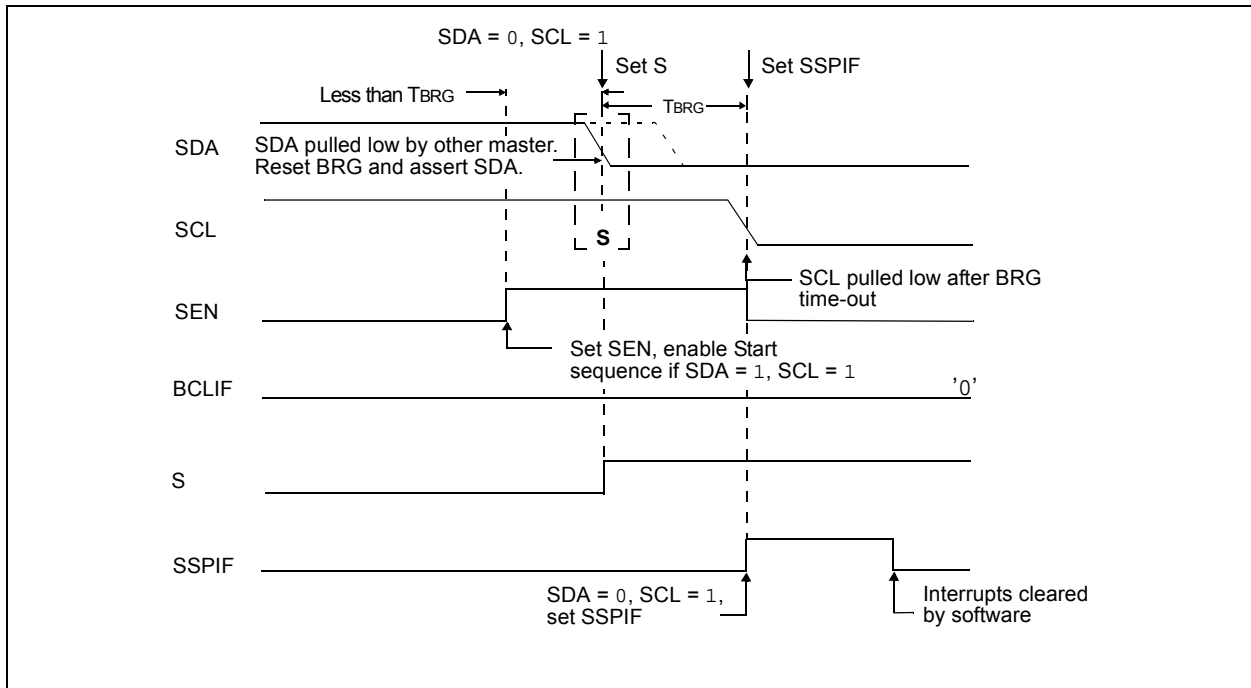 SDA = 0, SCL = 1
Set S
Set SSPIF
Less than TBRG
TBRG
SDA
SDA pulled low by other master.
Reset BRG and assert SDA.
SCL
S
SCL pulled low after BRG
time-out
SEN
Set SEN, enable Start
sequence if SDA = 1, SCL = 1
BCLIF
'0'
S
SSPIF
SDA = 0, SCL = 1,
set SSPIF
Interrupts cleared
by software